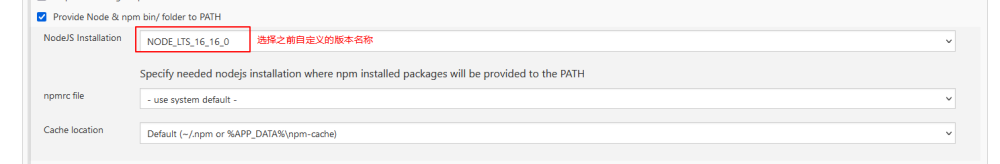 Provide Node & npm bin/ folder to PATH
NodeJS Installation
NODE_LTS_16_16_0 选择之前自定义的版本名称
Specify needed nodejs installation where npm installed packages will be provided to the PATH
npmrc file
- use system default -
Cache location
Default (~/.npm or %APP_DATA%\npm-cache)